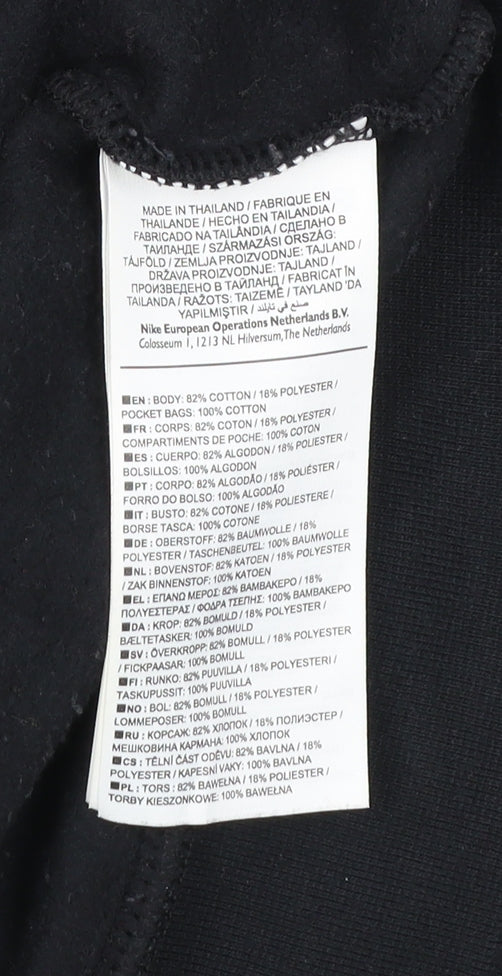 MADE IN THAILAND / FABRIQUE EN
THAILANDE / HECHO EN TAILANDIA /
FABRICADO NA TAILÂNDIA / СДЕЛАНО В
ТАИЛАНДЕ / SZÁRMAZÁSI ORSZÁG:
TÁJFÖLD / ZEMLJA PROIZVODNJE: TAJLAND /
DRŽAVA PROIZVODNJE: TAJLAND /
ПРОИЗВЕДЕНО В ТАЙЛАНД / FABRICAT ÎN
TAILANDA / RAŽOTS: TAIZEMĒ / TAYLAND 'DA
YAPILMIŞTIR / صنع في تايلند
Nike European Operations Netherlands B.V.
Colosseum 1, 1213 NL Hilversum, The Netherlands
EN : BODY: 82% COTTON / 18% POLYESTER /
POCKET BAGS: 100% COTTON
FR : CORPS: 82% COTON / 18% POLYESTER /
COMPARTIMENTS DE POCHE: 100% COTON
ES : CUERPO: 82% ALGODON / 18% POLIESTER /
BOLSILLOS: 100% ALGODON
PT : CORPO: 82% ALGODÃO / 18% POLIÉSTER /
FORRO DO BOLSO: 100% ALGODÃO
IT : BUSTO: 82% COTONE / 18% POLIESTERE /
BORSE TASCA: 100% COTONE
DE : OBERSTOFF: 82% BAUMWOLLE / 18%
POLYESTER / TASCHENBEUTEL: 100% BAUMWOLLE
NL : BOVENSTOF: 82% KATOEN / 18% POLYESTER
/ ZAK BINNENSTOF: 100% KATOEN
EL : ΕΠΑΝΩ ΜΕΡΟΣ: 82% ΒΑΜΒΑΚΕΡΟ / 18%
ΠΟΛΥΕΣΤΕΡΑΣ / ΦΟΔΡΑ ΤΣΕΠΗΣ: 100% ΒΑΜΒΑΚΕΡΟ
DA : KROP: 82% BOMULD / 18% POLYESTER /
BÆLTETASKER: 100% BOMULD
SV : ÖVERKROPP: 82% BOMULL / 18% POLYESTER
/ FICKPAASAR: 100% BOMULL
FI : RUNKO: 82% PUUVILLA / 18% POLYESTERI /
TASKUPUSSIT: 100% PUUVILLA
NO : BOL: 82% BOMULL / 18% POLYESTER /
LOMMEPOSER: 100% BOMULL
RU : КОРСАЖ: 82% ХЛОПОК / 18% ПОЛИЭСТЕР /
МЕШКОВИНА КАРМАНА: 100% ХЛОПОК
CS : TĚLNÍ ČÁST ODĚVU: 82% BAVLNA / 18%
POLYESTER / KAPESNÍ VAKY: 100% BAVLNA
PL : TORS : 82% BAWEŁNA / 18% POLIESTER /
TORBY KIESZONKOWE: 100% BAWEŁNA